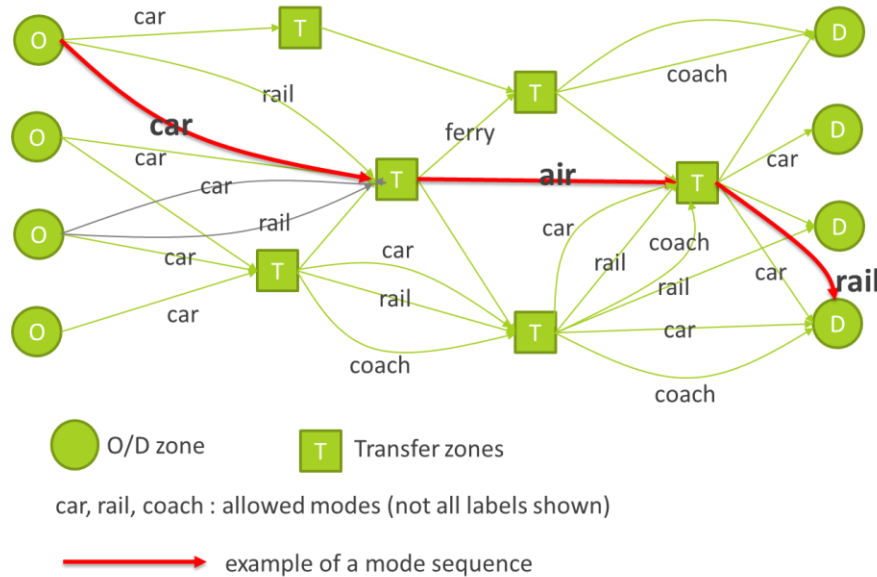 car
O
T
D
rail
coach
T
car
ferry
O
car
D
car
car
T
air
T
rail
car
coach
O
car
car
D
T
rail
rail
car
rail
rail
car
O
car
T
car
D
coach
coach
O/D zone
T
Transfer zones
car, rail, coach : allowed modes (not all labels shown)
example of a mode sequence